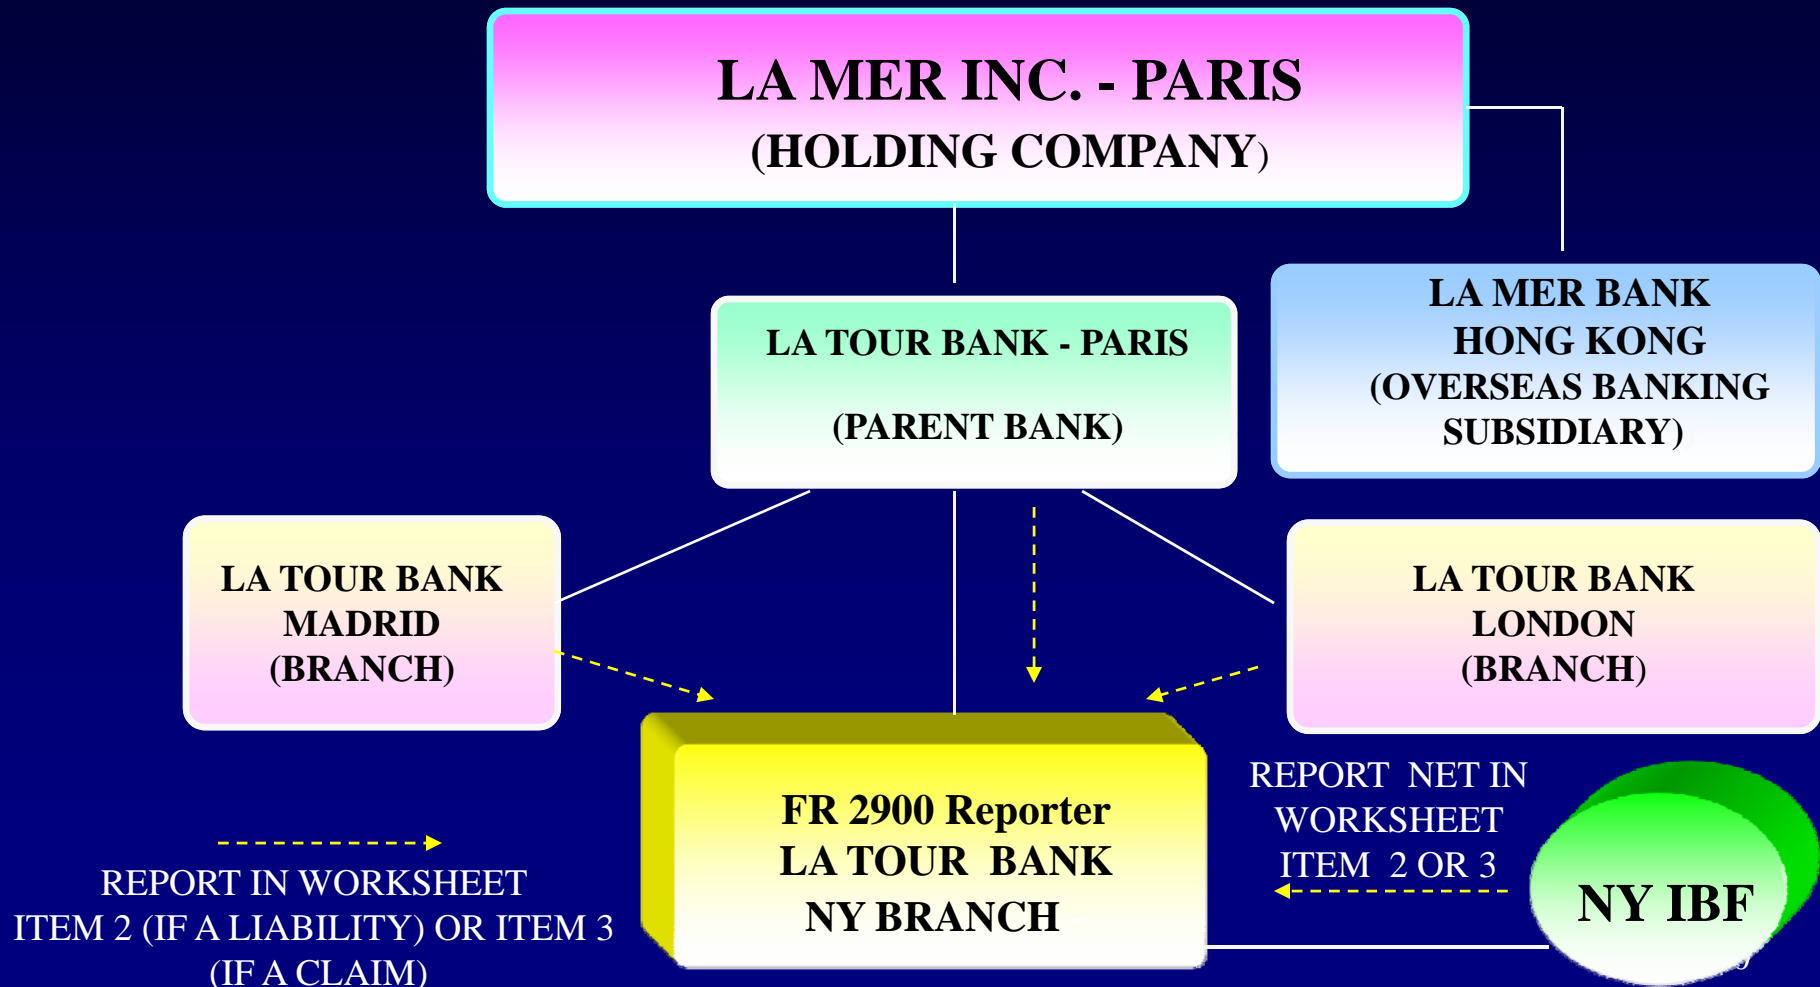 LA MER INC. - PARIS
(HOLDING COMPANY)
LA MER BANK
HONG KONG
(OVERSEAS BANKING
SUBSIDIARY)
LA TOUR BANK - PARIS
(PARENT BANK)
LA TOUR BANK
MADRID
(BRANCH)
LA TOUR BANK
LONDON
(BRANCH)
FR 2900 Reporter
LA TOUR BANK
NY BRANCH
REPORT NET IN
WORKSHEET
ITEM 2 OR 3
NY IBF
REPORT IN WORKSHEET
ITEM 2 (IF A LIABILITY) OR ITEM 3
(IF A CLAIM)